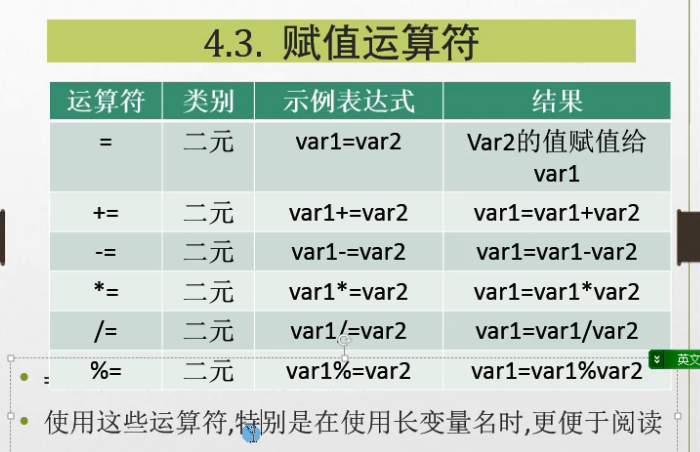 4.3. 赋值运算符
运算符 类别 示例表达式 结果
= 二元 var1=var2 Var2的值赋值给
var1
+= 二元 var1+=var2 var1=var1+var2
-= 二元 var1-=var2 var1=var1-var2
*= 二元 var1*=var2 var1=var1*var2
/= 二元 var1/=var2 var1=var1/var2
英文
%= 二元 var1%=var2 var1=var1%var2
使用这些运算符,特别是在使用长变量名时,更便于阅读